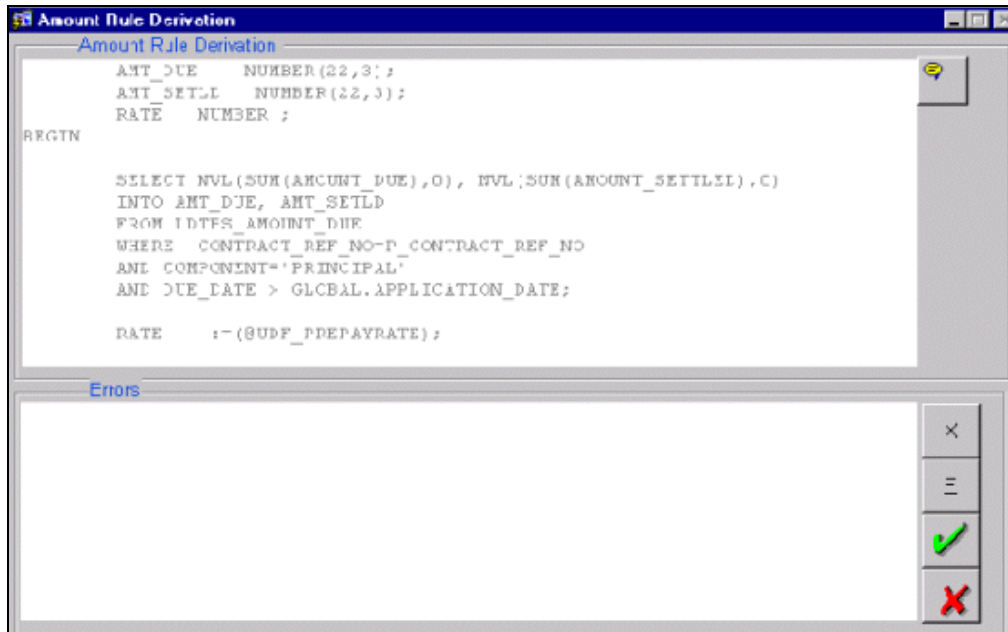 Amount Rule Derivation
Amount Rule Derivation
AMT_DUE NUMBER(22,3);
AMT_SETLD NUMBER(22,3);
RATE NUMBER ;
BEGIN
SELECT NVL(SUM(AMOUNT_DUE),0), NVL(SUM(AMOUNT_SETTLED),0)
INTO AMT_DUE, AMT_SETLD
FROM LDTBS_AMOUNT_DUE
WHERE CONTRACT_REF_NO=P_CONTRACT_REF_NO
AND COMPONENT='PRINCIPAL'
AND DUE_DATE > GLOBAL.APPLICATION_DATE;
RATE :=(@UDF_PREPAYRATE);
Errors